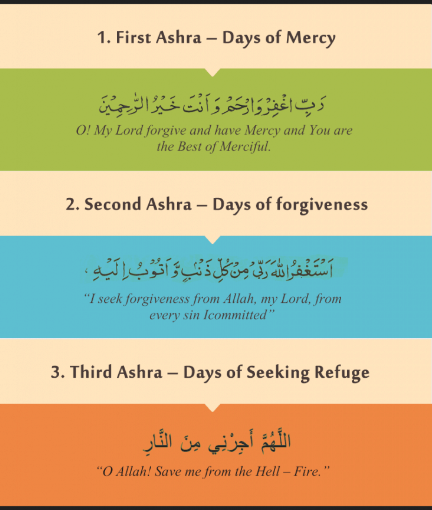 1. First Ashra – Days of Mercy
رَبِّ اغْفِرْ وَارْحَمْ وَ اَنْتَ خَيْرُ الرّٰحِمِيْنَ
O! My Lord forgive and have Mercy and You are
the Best of Merciful.
2. Second Ashra – Days of forgiveness
اَسْتَغْفِرُاللّٰهَ رَبِّىْ مِنْ كُلِّ ذَنْۢبٍ وَّ اَتُوْبُ اِلَيْهِ
“I seek forgiveness from Allah, my Lord, from
every sin Icommitted”
3. Third Ashra – Days of Seeking Refuge
اللَّهُمَّ أَجِرْنِي مِنَ النَّارِ
“O Allah! Save me from the Hell – Fire.”